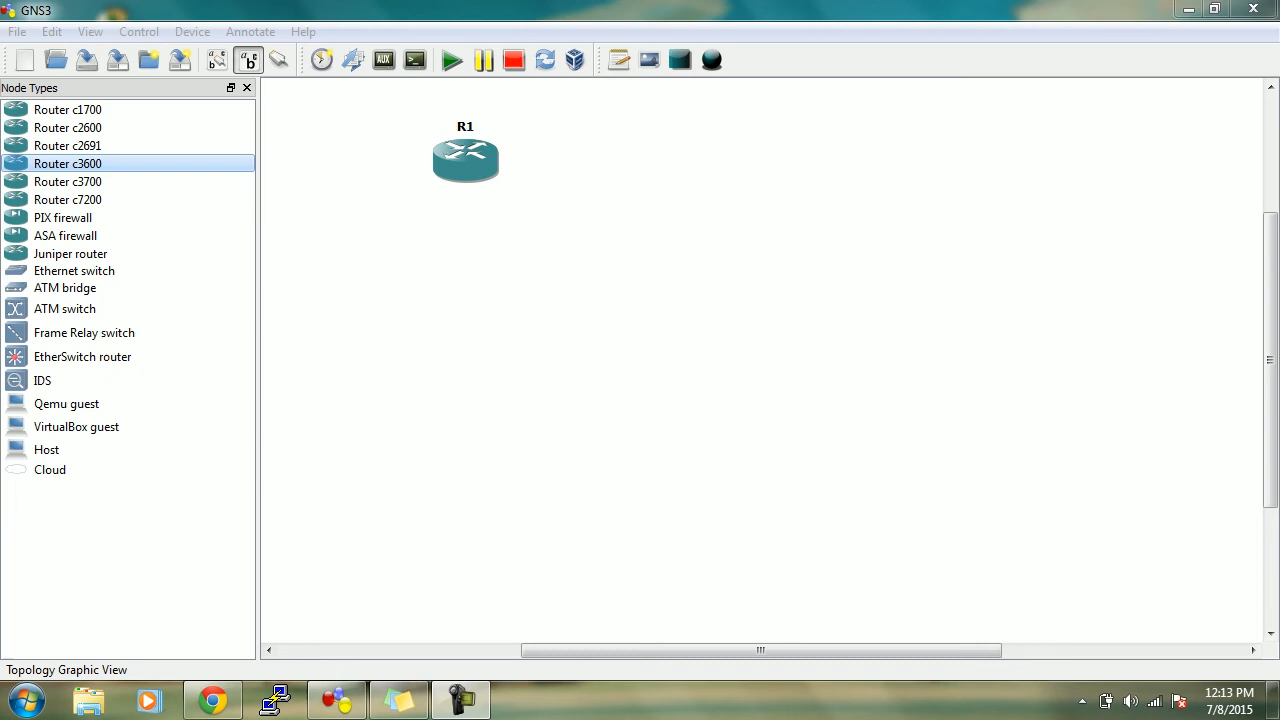 GNS3
File Edit View Control Device Annotate Help
AUX
Node Types
Router c1700
Router c2600
Router c2691
Router c3600
Router c3700
Router c7200
PIX firewall
ASA firewall
Juniper router
Ethernet switch
ATM bridge
ATM switch
Frame Relay switch
EtherSwitch router
IDS
Qemu guest
VirtualBox guest
Host
Cloud
R1
Topology Graphic View
12:13 PM
7/8/2015